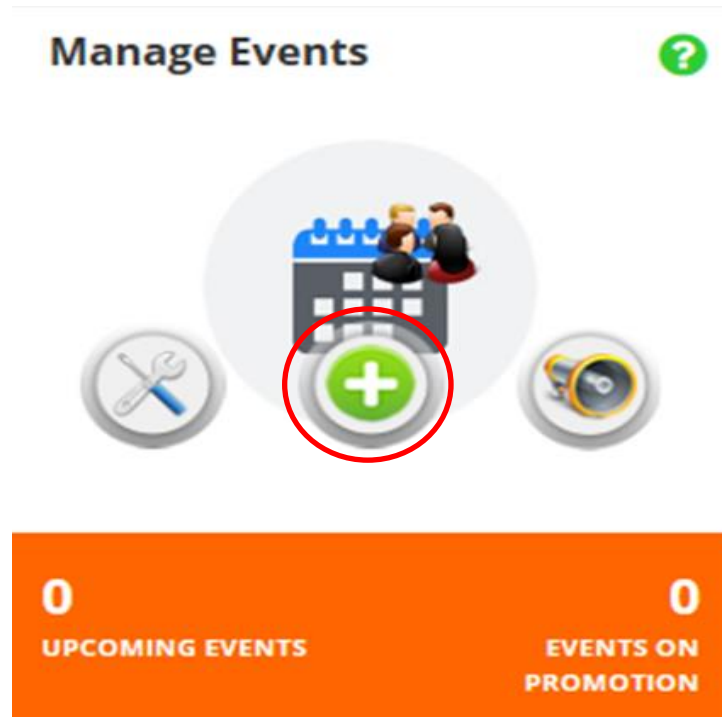 Manage Events
?
0
UPCOMING EVENTS
0
EVENTS ON
PROMOTION